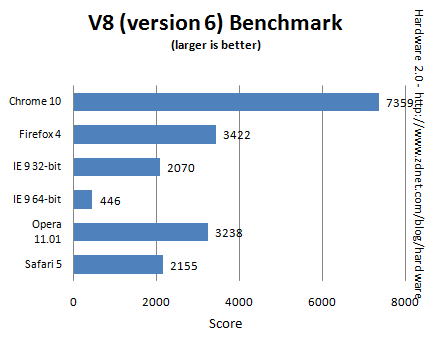 V8 (version 6) Benchmark
(larger is better)
Chrome 10
7359
Firefox 4
3422
IE 9 32-bit
2070
IE 9 64-bit
446
Opera
11.01
3238
Safari 5
2155
0
2000
4000
6000
8000
Score
Hardware 2.0 - http://www.zdnet.com/blog/hardware